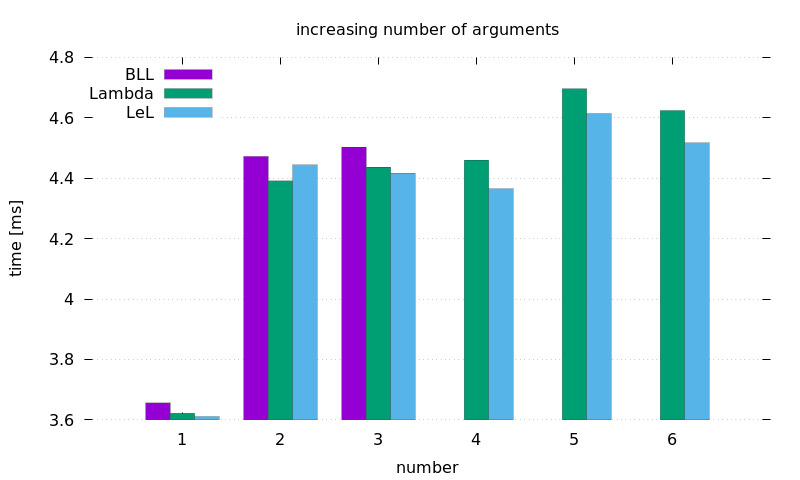 increasing number of arguments
4.8
BLL
Lambda
LeL
4.6
4.4
4.2
4
3.8
3.6
time [ms]
1 2 3 4 5 6
number